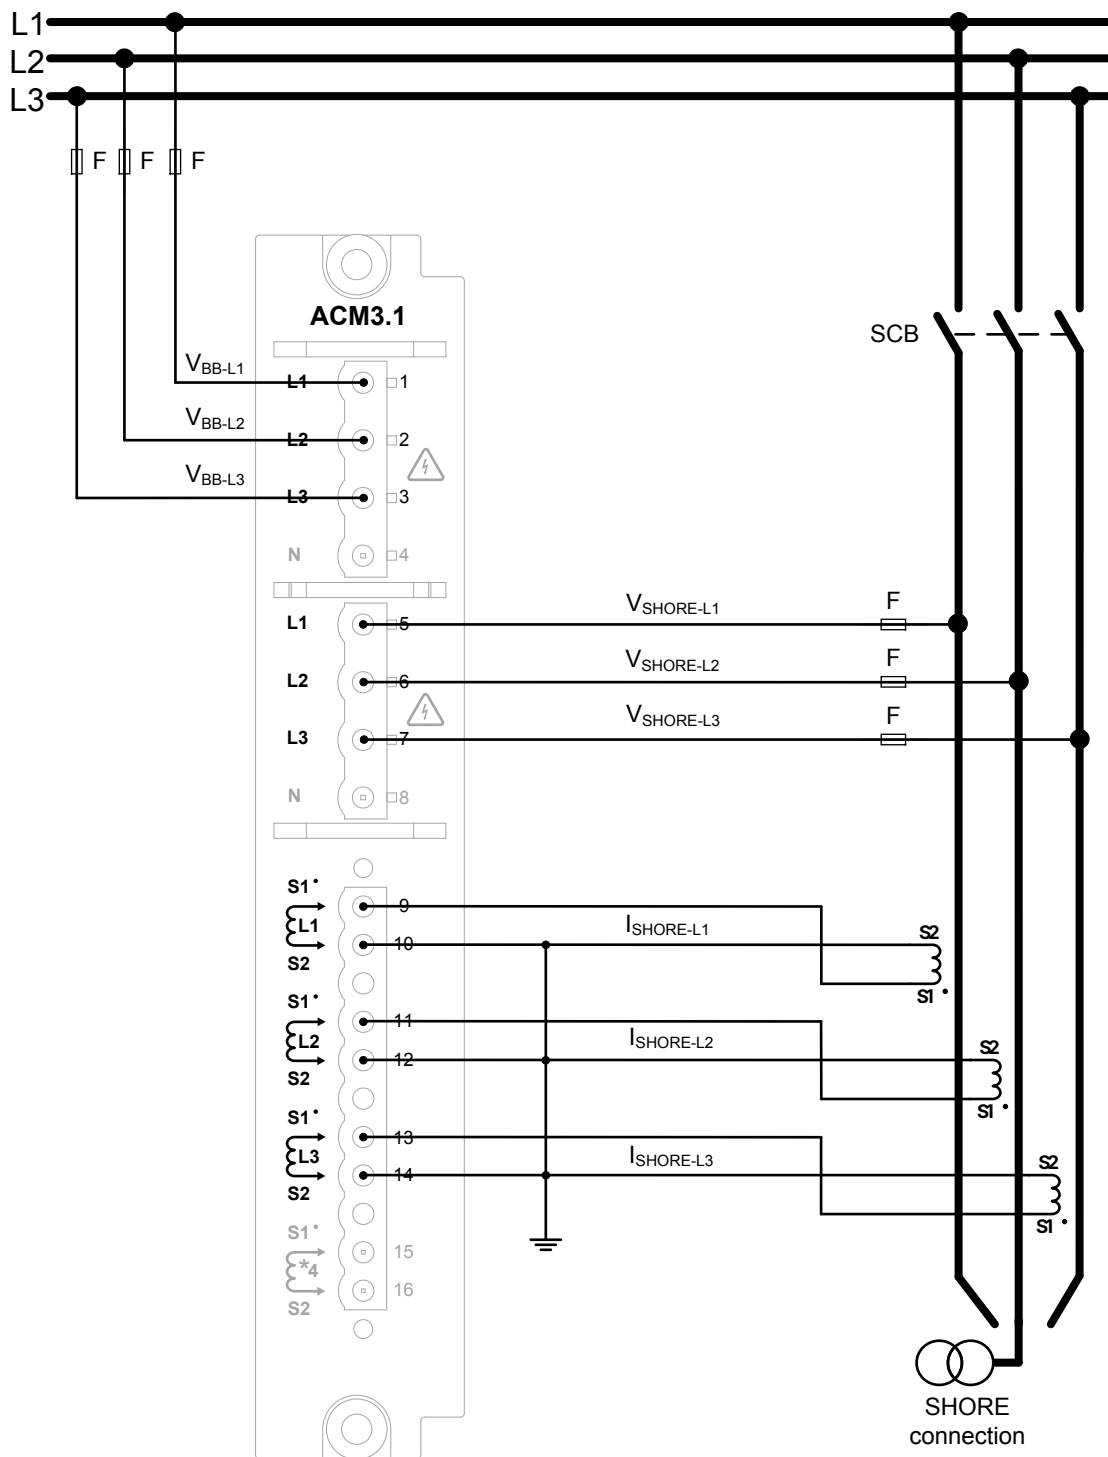 L1
L2
L3
F F F
ACM3.1
SCB
VBB-L1
L1 1
VBB-L2
L2 2
VBB-L3
L3 3
N 4
L1 5 VSHORE-L1 F
L2 6 VSHORE-L2 F
L3 7 VSHORE-L3 F
N 8
S1
9
L1 ISHORE-L1
10 S2
S2
S1
S1
11
L2 ISHORE-L2
12 S2
S2
S1
S1
13
L3 ISHORE-L3
14 S2
S2
S1
S1
15
*4
16
S2
SHORE
connection